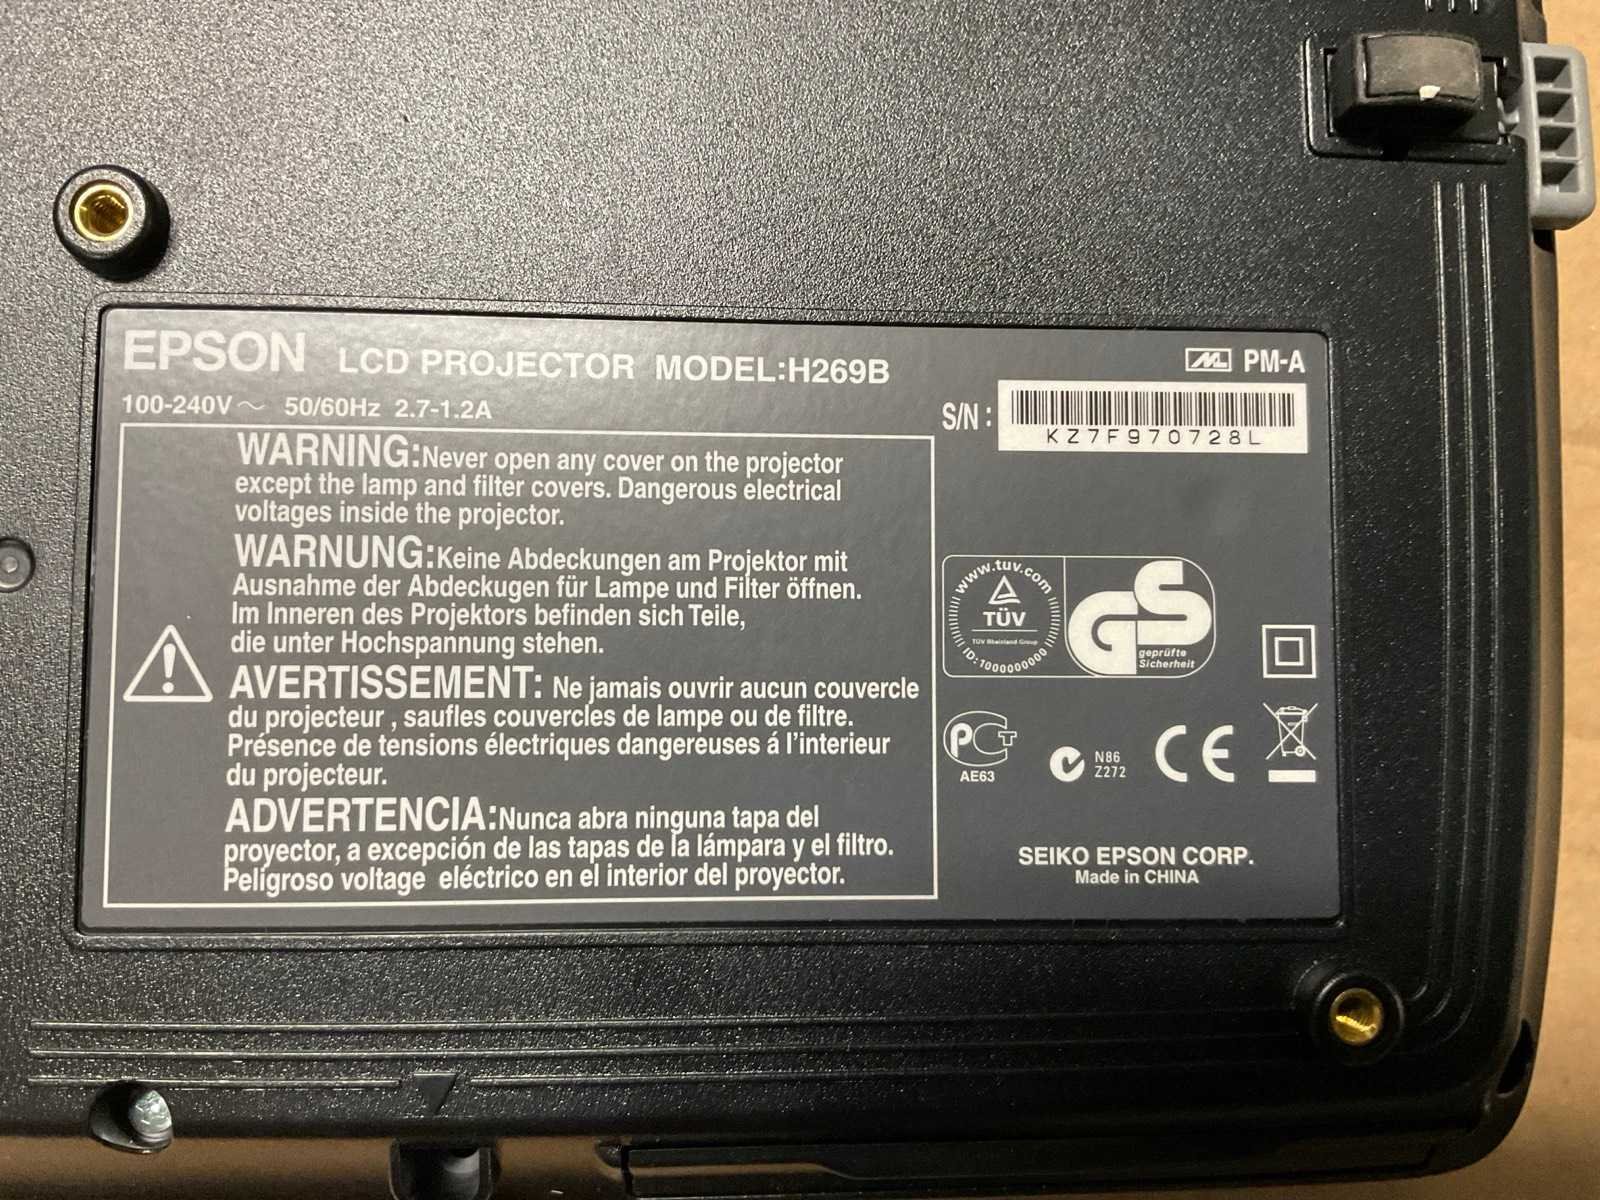 EPSON LCD PROJECTOR MODEL:H269B
PM-A
100-240V~ 50/60Hz 2.7-1.2A
S/N:
KZ7F970728L
WARNING:Never open any cover on the projector
except the lamp and filter covers. Dangerous electrical
voltages inside the projector.
WARNUNG:Keine Abdeckungen am Projektor mit
Ausnahme der Abdeckugen für Lampe und Filter öffnen.
Im Inneren des Projektors befinden sich Teile,
die unter Hochspannung stehen.
AVERTISSEMENT: Ne jamais ouvrir aucun couvercle
du projecteur , saufles couvercles de lampe ou de filtre.
Présence de tensions électriques dangereuses á l'interieur
du projecteur.
ADVERTENCIA:Nunca abra ninguna tapa del
proyector, a excepción de las tapas de la lámpara y el filtro.
Peligroso voltage eléctrico en el interior del proyector.
www.tuv.com
TÜV
TÜV Rheinland Group
ID:1000000000
GS
geprüfte
Sicherheit
PCT
AE63
N86
Z272
CE
SEIKO EPSON CORP.
Made in CHINA